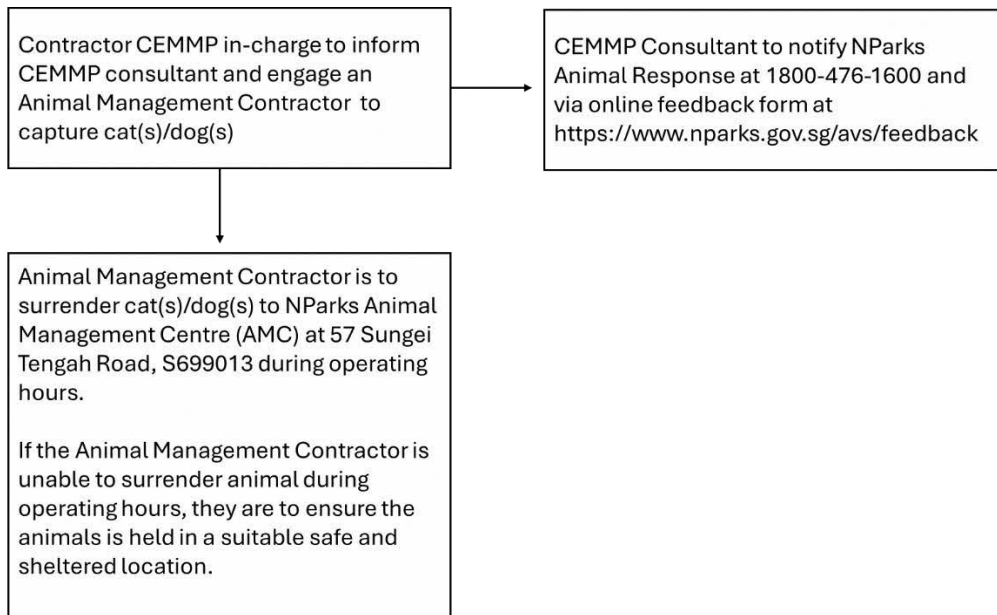 Contractor CEMMP in-charge to inform
CEMMP consultant and engage an
Animal Management Contractor to
capture cat(s)/dog(s)
CEMMP Consultant to notify NParks
Animal Response at 1800-476-1600 and
via online feedback form at
https://www.nparks.gov.sg/avs/feedback
Animal Management Contractor is to
surrender cat(s)/dog(s) to NParks Animal
Management Centre (AMC) at 57 Sungei
Tengah Road, S699013 during operating
hours.
If the Animal Management Contractor is
unable to surrender animal during
operating hours, they are to ensure the
animals is held in a suitable safe and
sheltered location.